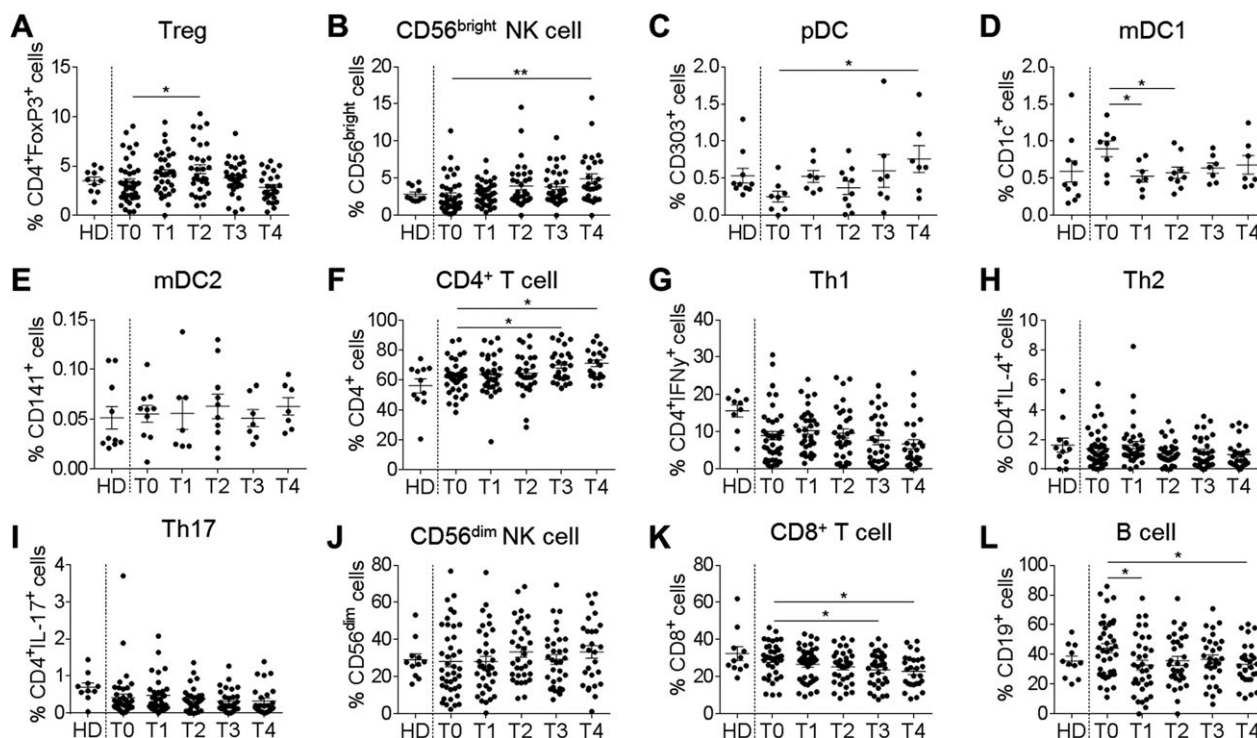 A Treg
% CD4⁺FoxP3⁺ cells
15
10
5
0
*
HD T0 T1 T2 T3 T4
B CD56ᵇʳⁱᵍʰᵗ NK cell
% CD56ᵇʳⁱᵍʰᵗ
20
15
10
5
0
**
HD T0 T1 T2 T3 T4
C pDC
% CD303⁺ cells
2.0
1.5
1.0
0.5
0.0
*
HD T0 T1 T2 T3 T4
D mDC1
% CD1c⁺ cells
2.0
1.5
1.0
0.5
0.0
*
*
HD T0 T1 T2 T3 T4
E mDC2
% CD141⁺ cells
0.15
0.10
0.05
0.00
HD T0 T1 T2 T3 T4
F CD4⁺ T cell
% CD4⁺ cells
100
80
60
40
20
0
*
*
HD T0 T1 T2 T3 T4
G Th1
% CD4⁺IFNy⁺ cells
40
30
20
10
0
HD T0 T1 T2 T3 T4
H Th2
% CD4⁺IL-4⁺ cells
10
8
6
4
2
0
HD T0 T1 T2 T3 T4
I Th17
% CD4⁺IL-17⁺ cells
4
3
2
1
0
HD T0 T1 T2 T3 T4
J CD56ᵈⁱᵐ NK cell
% CD56ᵈⁱᵐ
80
60
40
20
0
HD T0 T1 T2 T3 T4
K CD8⁺ T cell
% CD8⁺ cells
80
60
40
20
0
*
*
HD T0 T1 T2 T3 T4
L B cell
% CD19⁺ cells
100
80
60
40
20
0
*
*
HD T0 T1 T2 T3 T4